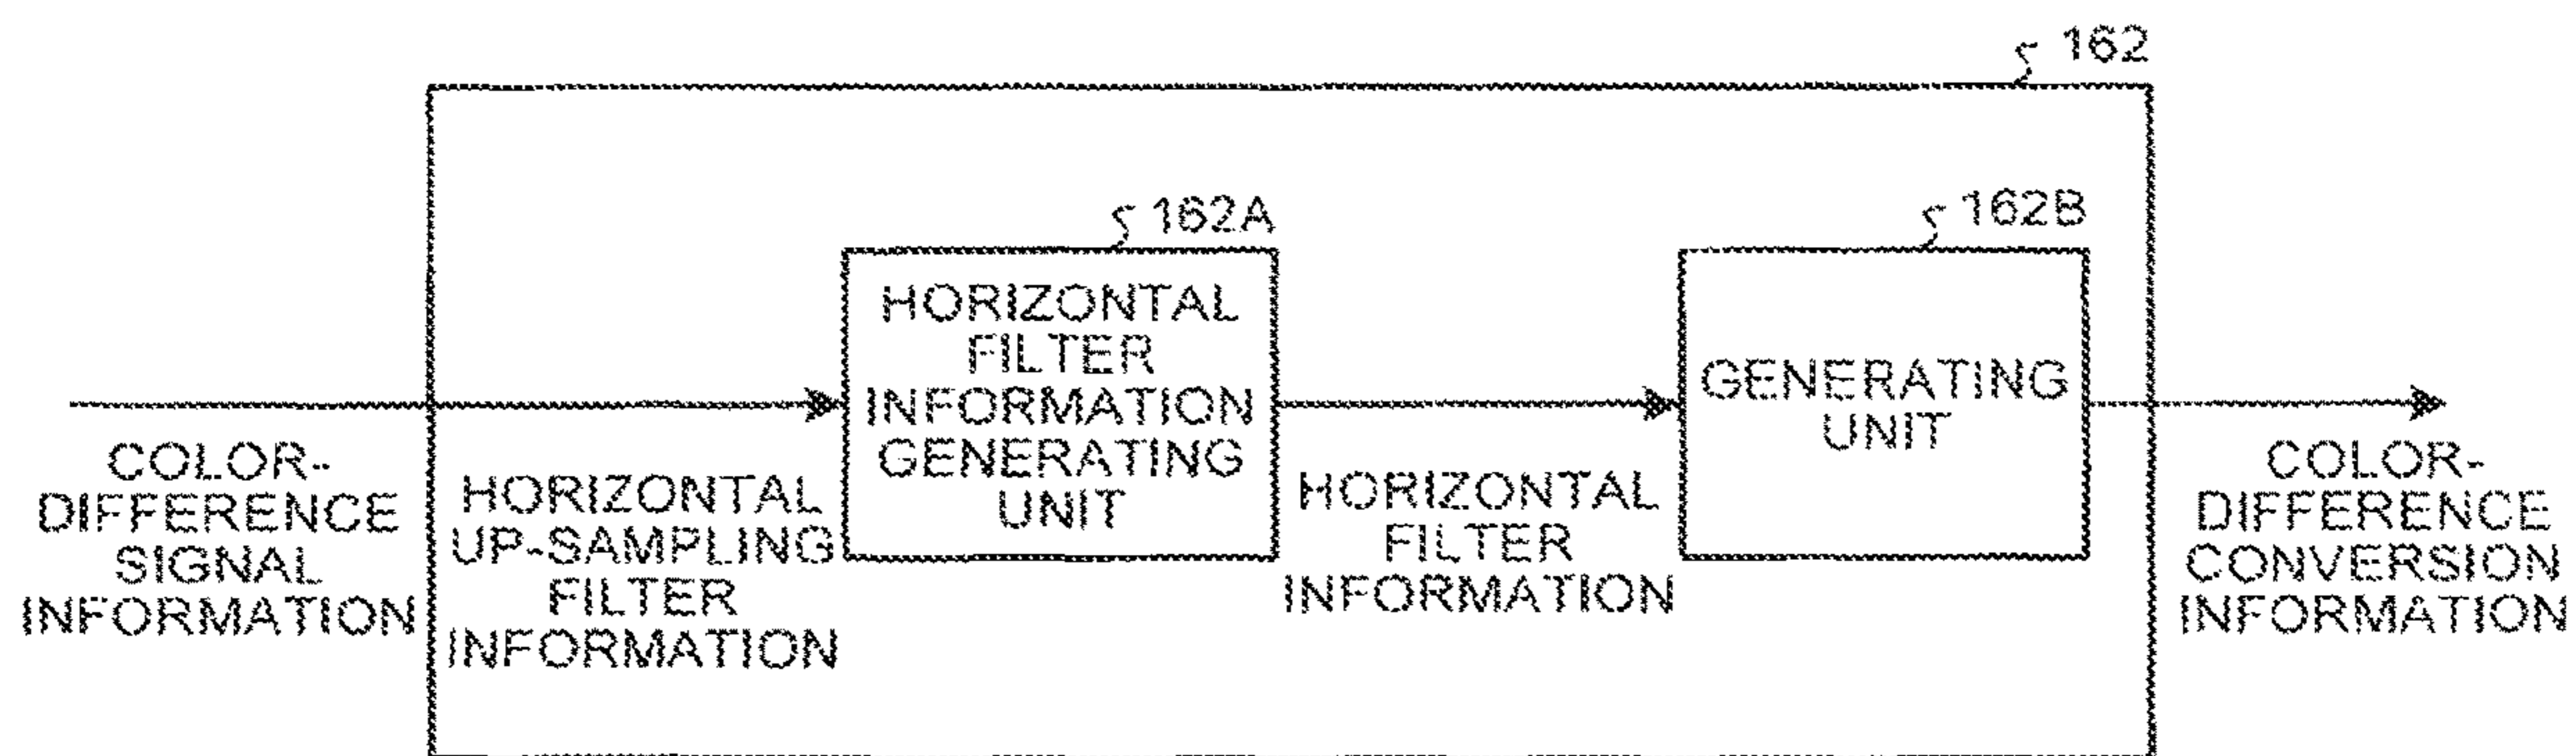 162
162A
162B
HORIZONTAL
FILTER
INFORMATION
GENERATING
UNIT
GENERATING
UNIT
COLOR-
DIFFERENCE
SIGNAL
INFORMATION
HORIZONTAL
UP-SAMPLING
FILTER
INFORMATION
HORIZONTAL
FILTER
INFORMATION
COLOR-
DIFFERENCE
CONVERSION
INFORMATION